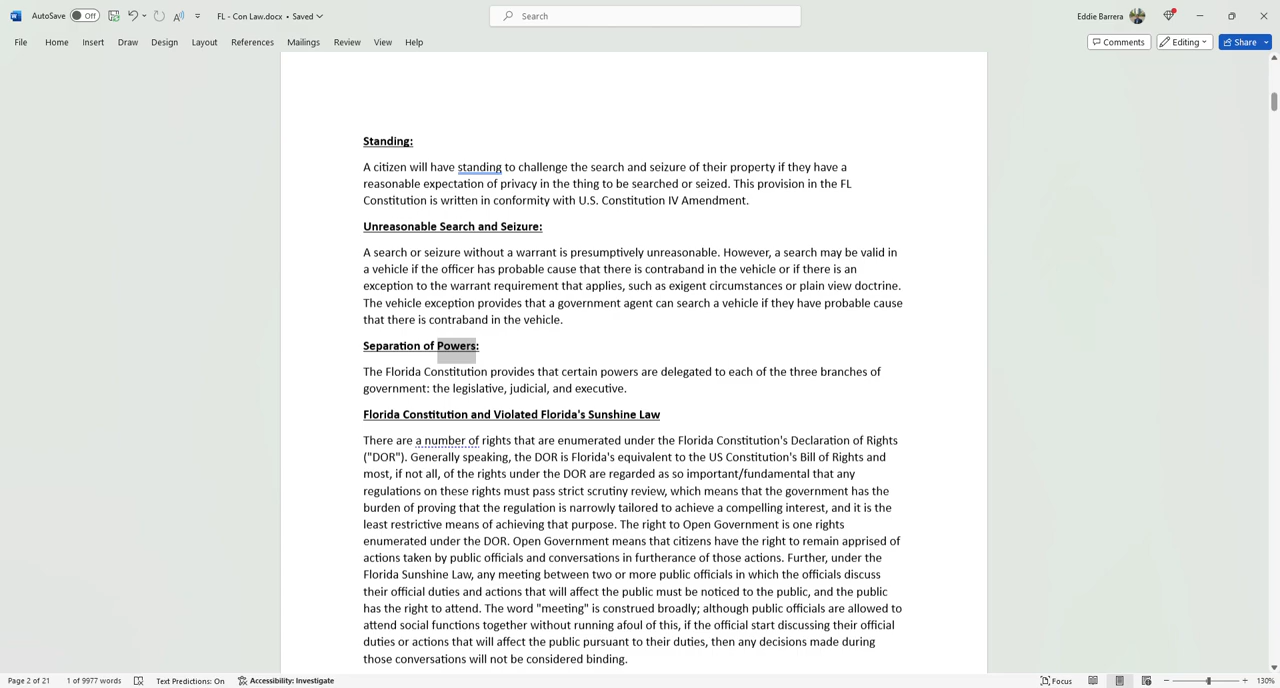 AutoSave Off FL - Con Law.docx • Saved Search Eddie Barrera
File Home Insert Draw Design Layout References Mailings Review View Help Comments Editing Share
Standing:
A citizen will have standing to challenge the search and seizure of their property if they have a
reasonable expectation of privacy in the thing to be searched or seized. This provision in the FL
Constitution is written in conformity with U.S. Constitution IV Amendment.
Unreasonable Search and Seizure:
A search or seizure without a warrant is presumptively unreasonable. However, a search may be valid in
a vehicle if the officer has probable cause that there is contraband in the vehicle or if there is an
exception to the warrant requirement that applies, such as exigent circumstances or plain view doctrine.
The vehicle exception provides that a government agent can search a vehicle if they have probable cause
that there is contraband in the vehicle.
Separation of Powers:
The Florida Constitution provides that certain powers are delegated to each of the three branches of
government: the legislative, judicial, and executive.
Florida Constitution and Violated Florida's Sunshine Law
There are a number of rights that are enumerated under the Florida Constitution's Declaration of Rights
("DOR"). Generally speaking, the DOR is Florida's equivalent to the US Constitution's Bill of Rights and
most, if not all, of the rights under the DOR are regarded as so important/fundamental that any
regulations on these rights must pass strict scrutiny review, which means that the government has the
burden of proving that the regulation is narrowly tailored to achieve a compelling interest, and it is the
least restrictive means of achieving that purpose. The right to Open Government is one rights
enumerated under the DOR. Open Government means that citizens have the right to remain apprised of
actions taken by public officials and conversations in furtherance of those actions. Further, under the
Florida Sunshine Law, any meeting between two or more public officials in which the officials discuss
their official duties and actions that will affect the public must be noticed to the public, and the public
has the right to attend. The word "meeting" is construed broadly; although public officials are allowed to
attend social functions together without running afoul of this, if the official start discussing their official
duties or actions that will affect the public pursuant to their duties, then any decisions made during
those conversations will not be considered binding.
Page 2 of 21 1 of 9977 words Text Predictions: On Accessibility: Investigate Focus 130%